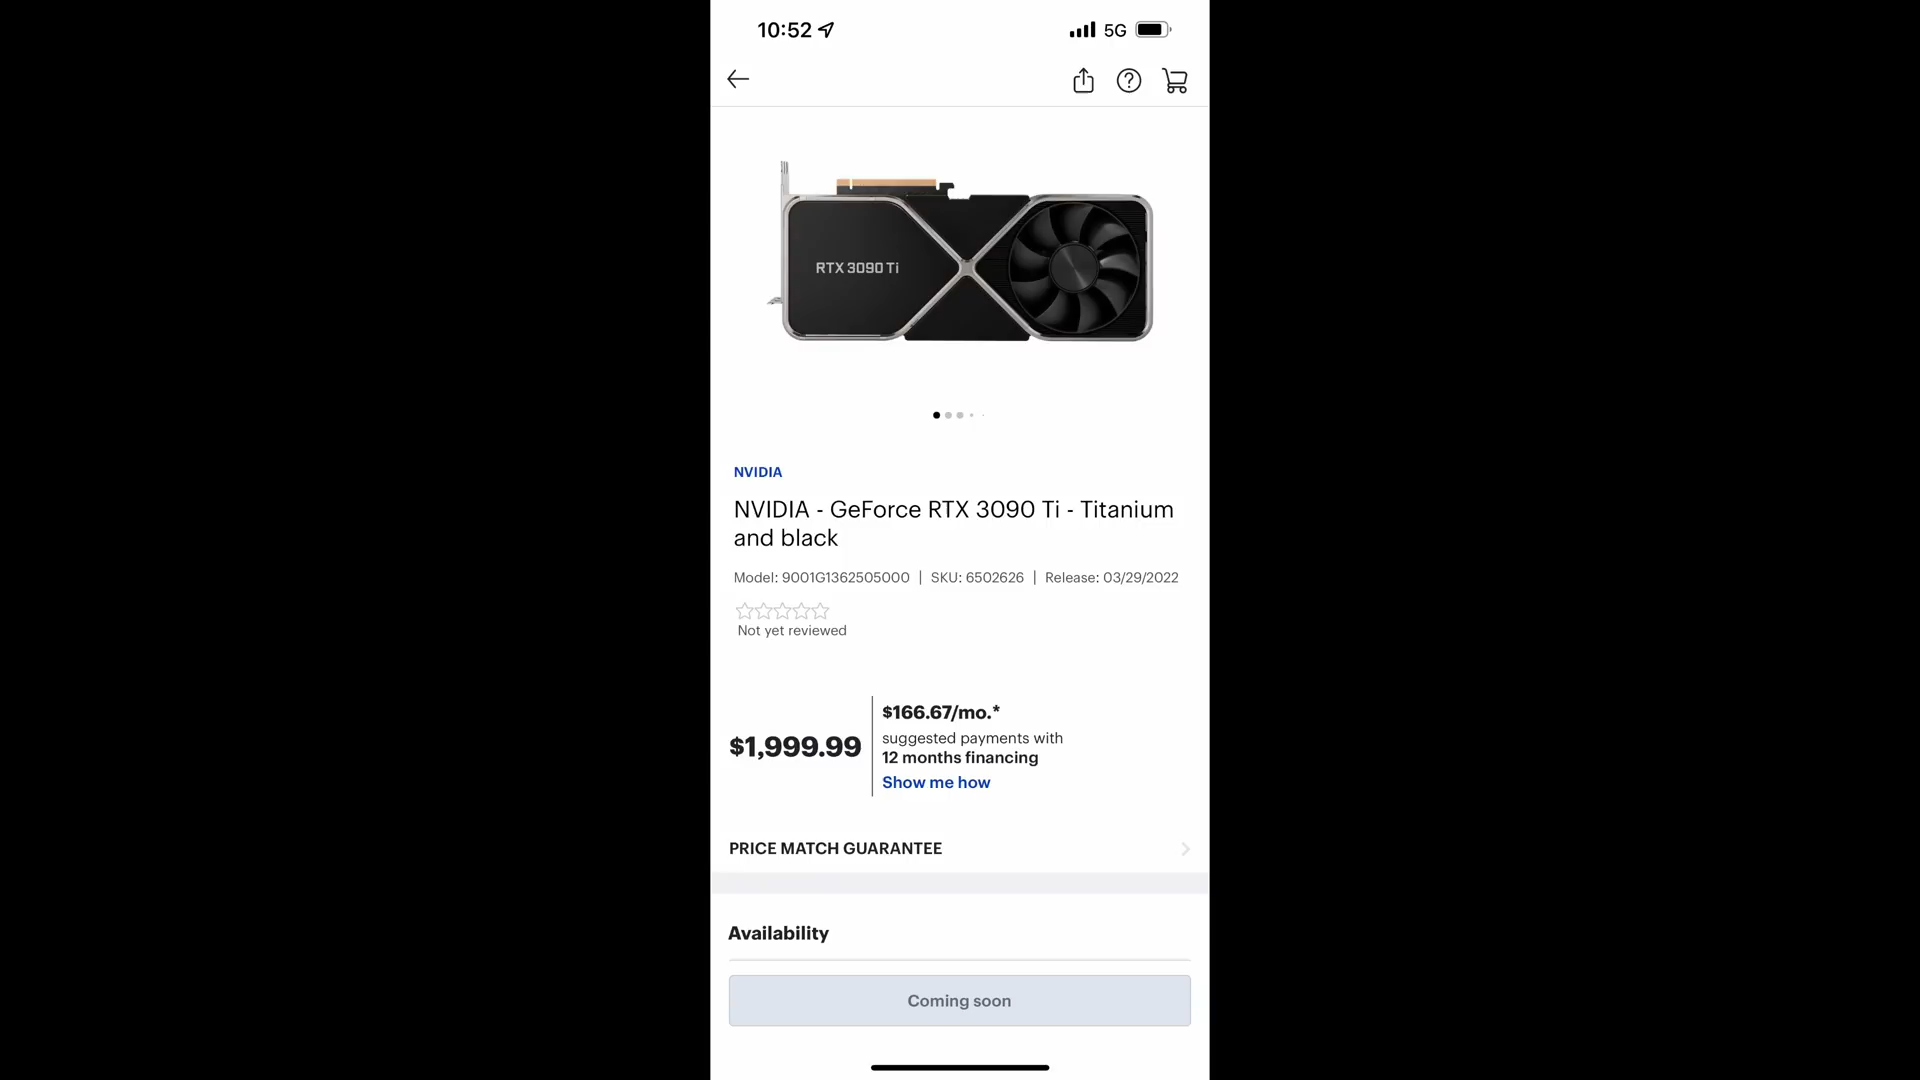 10:52
5G
RTX 3090 Ti
NVIDIA
NVIDIA - GeForce RTX 3090 Ti - Titanium
and black
Model: 9001G1362505000 | SKU: 6502626 | Release: 03/29/2022
Not yet reviewed
$1,999.99
$166.67/mo.*
suggested payments with
12 months financing
Show me how
PRICE MATCH GUARANTEE
Availability
Coming soon